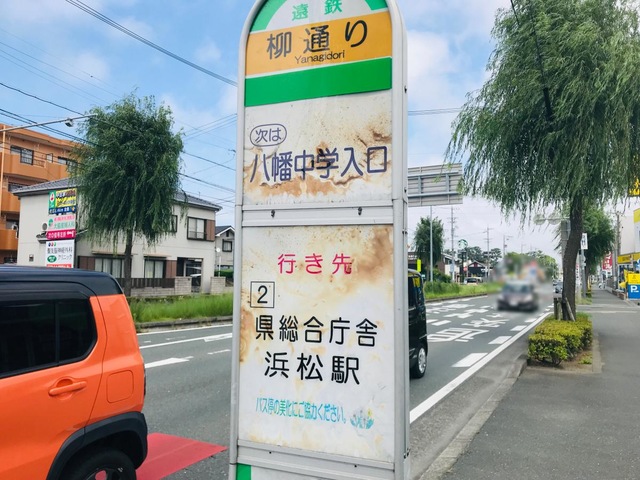 遠鉄
柳通り
Yanagidori
次は
八幡中学入口
行き先
2
県総合庁舎
浜松駅
バス停の美化にご協力ください。
P